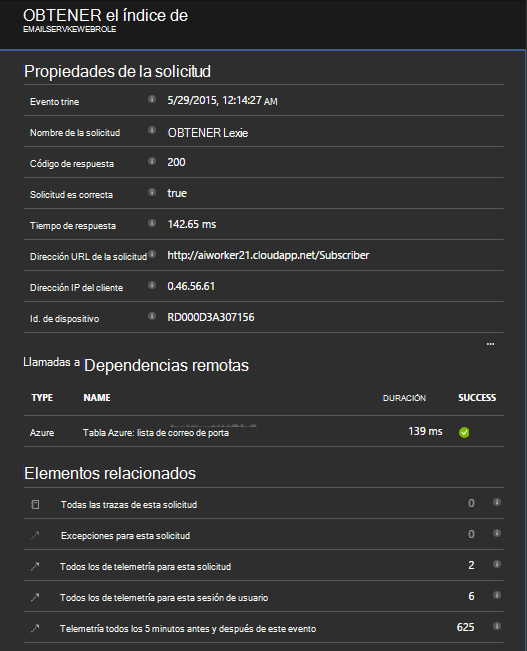 OBTENER el índice de
EMAILSERVKEWEBROLE
Propiedades de la solicitud
Evento trine 5/29/2015, 12:14:27 AM
Nombre de la solicitud OBTENER Lexie
Código de respuesta 200
Solicitud es correcta true
Tiempo de respuesta 142.65 ms
Dirección URL de la solicitud http://aiworker21.cloudapp.net/Subscriber
Dirección IP del cliente 0.46.56.61
Id. de dispositivo RD000D3A307156
...
Llamadas a Dependencias remotas
TYPE NAME DURACIÓN SUCCESS
Azure Tabla Azure: lista de correo de porta 139 ms
Elementos relacionados
Todas las trazas de esta solicitud 0
Excepciones para esta solicitud 0
Todos los de telemetría para esta solicitud 2
Todos los de telemetría para esta sesión de usuario 6
Telemetría todos los 5 minutos antes y después de este evento 625